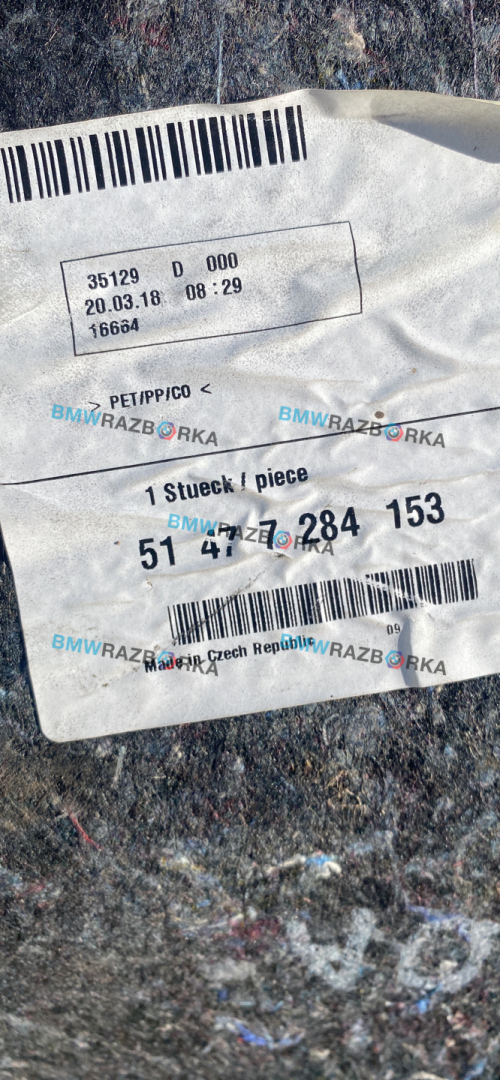 35129 D 000
20.03.18 08:29
16664
> PET/PP/CO <
BMWRAZBORKA BMWRAZBORKA
1 Stueck / piece
51 47 7 284 153
BMWRAZBORKA
09
Made in Czech Republic
BMWRAZBORKA BMWRAZBORKA